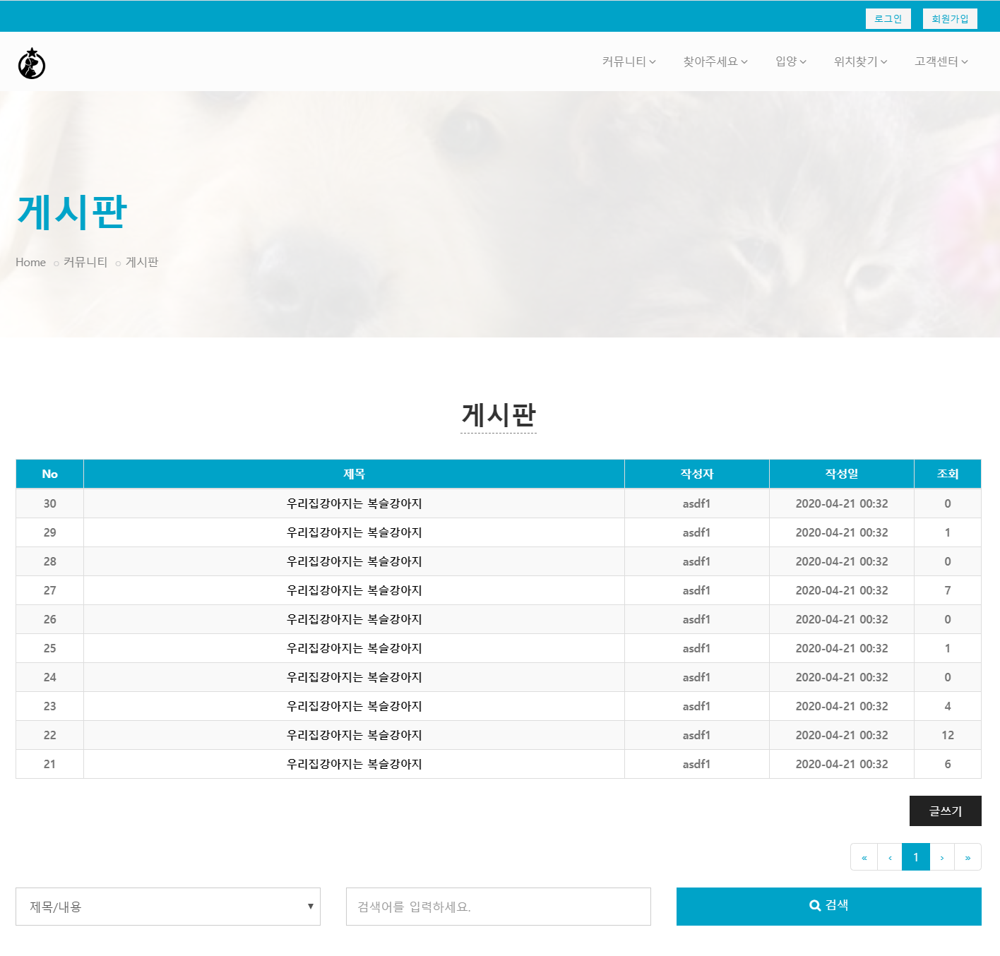 로그인 회원가입
커뮤니티 찾아주세요 입양 위치찾기 고객센터
게시판
Home 커뮤니티 게시판
게시판
No 제목 작성자 작성일 조회
30 우리집강아지는 복슬강아지 asdf1 2020-04-21 00:32 0
29 우리집강아지는 복슬강아지 asdf1 2020-04-21 00:32 1
28 우리집강아지는 복슬강아지 asdf1 2020-04-21 00:32 0
27 우리집강아지는 복슬강아지 asdf1 2020-04-21 00:32 7
26 우리집강아지는 복슬강아지 asdf1 2020-04-21 00:32 0
25 우리집강아지는 복슬강아지 asdf1 2020-04-21 00:32 1
24 우리집강아지는 복슬강아지 asdf1 2020-04-21 00:32 0
23 우리집강아지는 복슬강아지 asdf1 2020-04-21 00:32 4
22 우리집강아지는 복슬강아지 asdf1 2020-04-21 00:32 12
21 우리집강아지는 복슬강아지 asdf1 2020-04-21 00:32 6
글쓰기
« ‹ 1 › »
제목/내용 검색어를 입력하세요. 검색